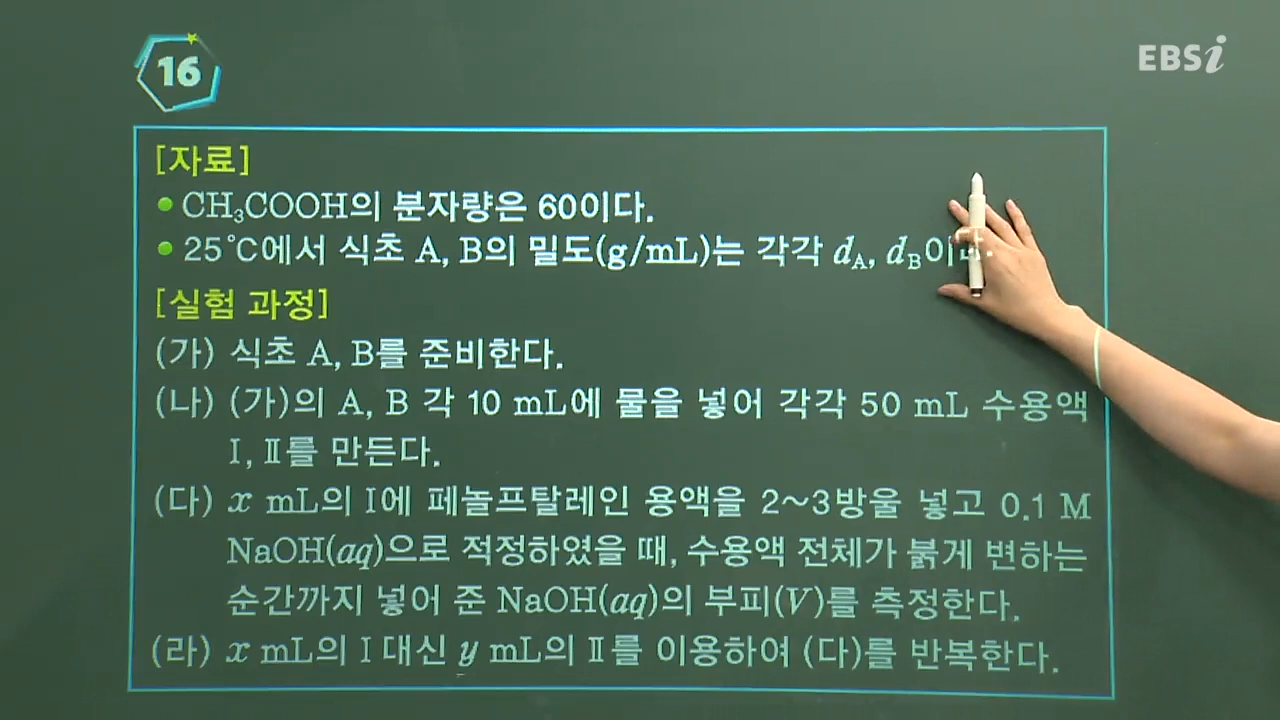 16
EBSi
[자료]
● CH₃COOH의 분자량은 60이다.
● 25℃에서 식초 A, B의 밀도(g/mL)는 각각 d_A, d_B이다.
[실험 과정]
(가) 식초 A, B를 준비한다.
(나) (가)의 A, B 각 10 mL에 물을 넣어 각각 50 mL 수용액
Ⅰ, Ⅱ를 만든다.
(다) x mL의 Ⅰ에 페놀프탈레인 용액을 2～3방울 넣고 0.1 M
NaOH(aq)으로 적정하였을 때, 수용액 전체가 붉게 변하는
순간까지 넣어 준 NaOH(aq)의 부피(V)를 측정한다.
(라) x mL의 Ⅰ 대신 y mL의 Ⅱ를 이용하여 (다)를 반복한다.